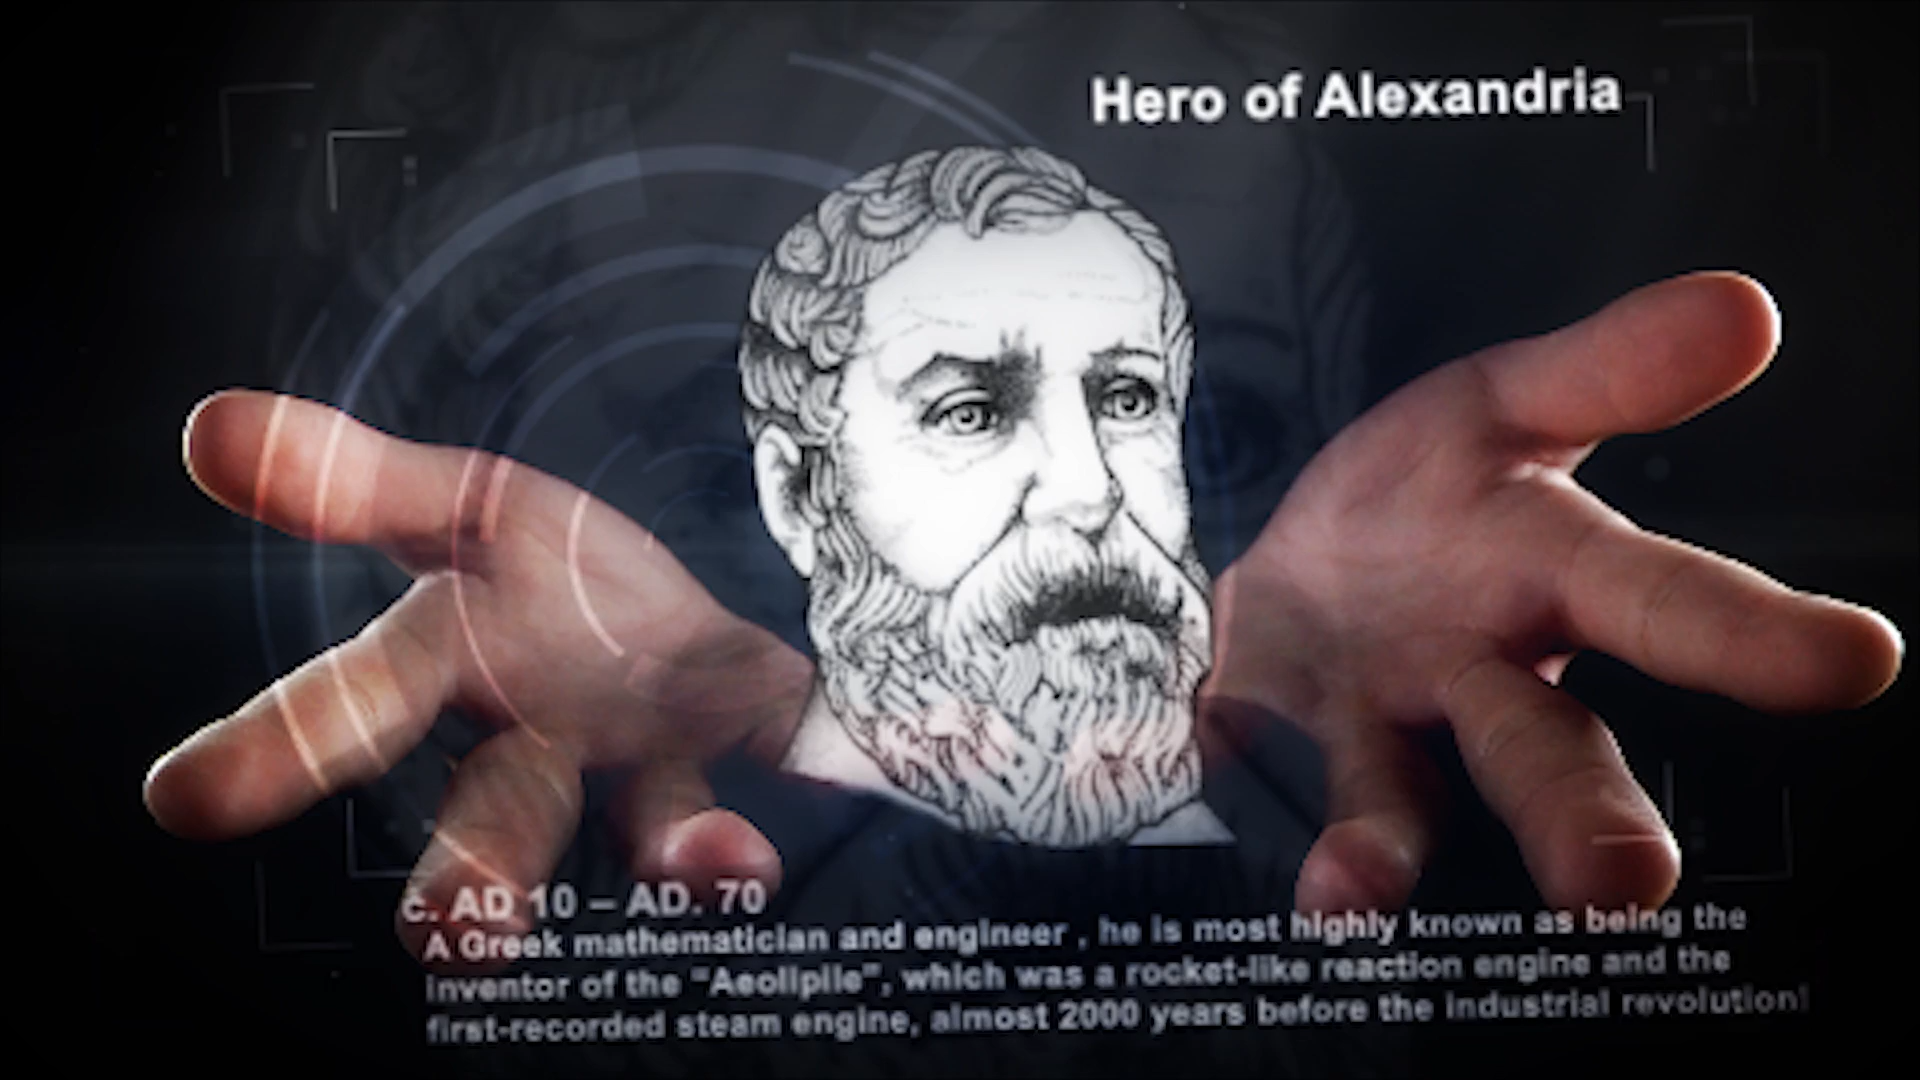 Hero of Alexandria
c. AD 10 – AD. 70
A Greek mathematician and engineer , he is most highly known as being the
inventor of the "Aeolipile", which was a rocket-like reaction engine and the
first-recorded steam engine, almost 2000 years before the industrial revolution!